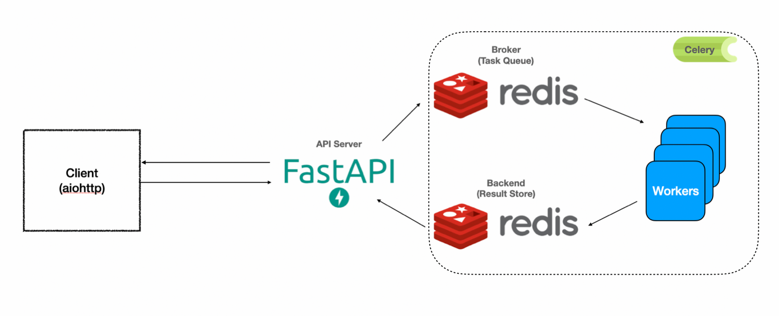 Client
(aiohttp)
API Server
FastAPI
Broker
(Task Queue)
redis
Backend
(Result Store)
redis
Workers
Celery